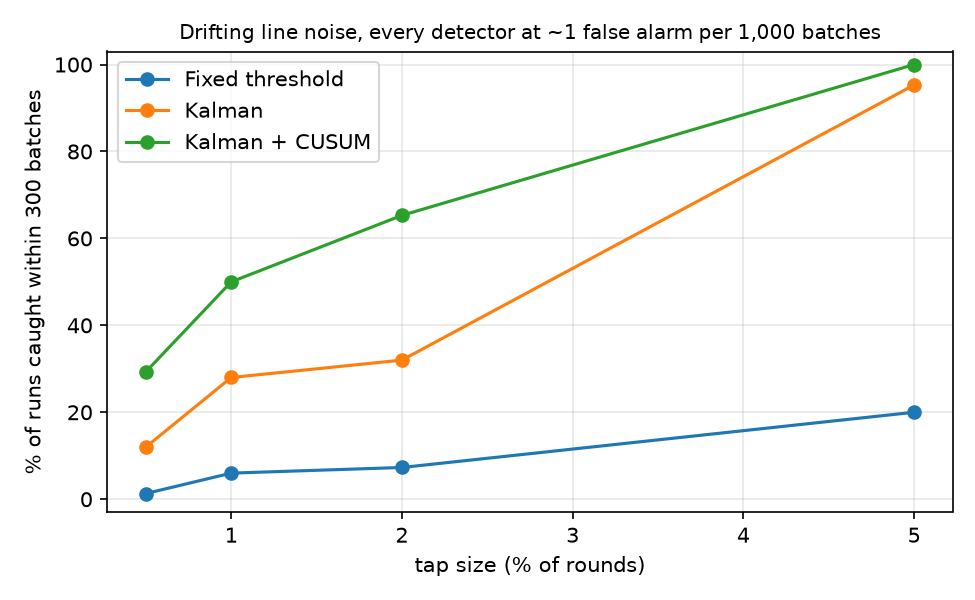 Drifting line noise, every detector at ~1 false alarm per 1,000 batches
% of runs caught within 300 batches
100
80
60
40
20
0
Fixed threshold
Kalman
Kalman + CUSUM
1
2
3
4
5
tap size (% of rounds)